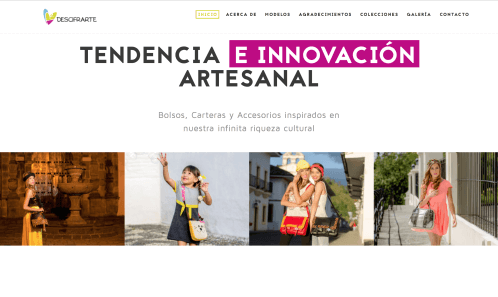 DESCIFRARTE
INICIO ACERCA DE MODELOS AGRADECIMIENTOS COLECCIONES GALERÍA CONTACTO
TENDENCIA E INNOVACIÓN
ARTESANAL
Bolsos, Carteras y Accesorios inspirados en
nuestra infinita riqueza cultural